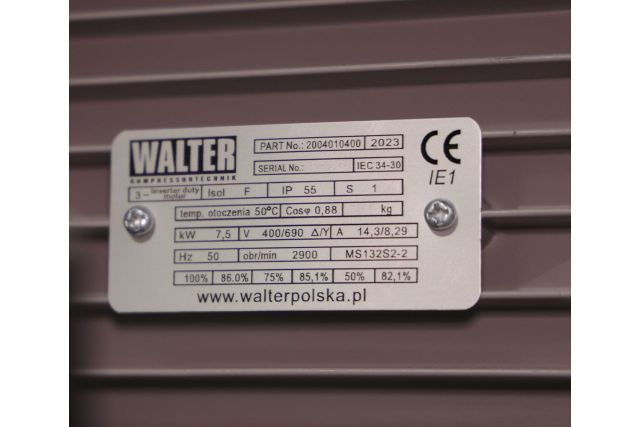 WALTER
KOMPRESSORTECHNIK
PART No.: 2004010400 2023
SERIAL No.: IEC 34-30
CE
IE1
3~ Inverter duty motor Isol F IP 55 S 1
temp. otoczenia 50°C Cosφ 0,88 kg
kW 7,5 V 400/690 Δ/Y A 14,3/8,29
Hz 50 obr/min 2900 MS132S2-2
100% 86.0% 75% 85,1% 50% 82,1%
www.walterpolska.pl